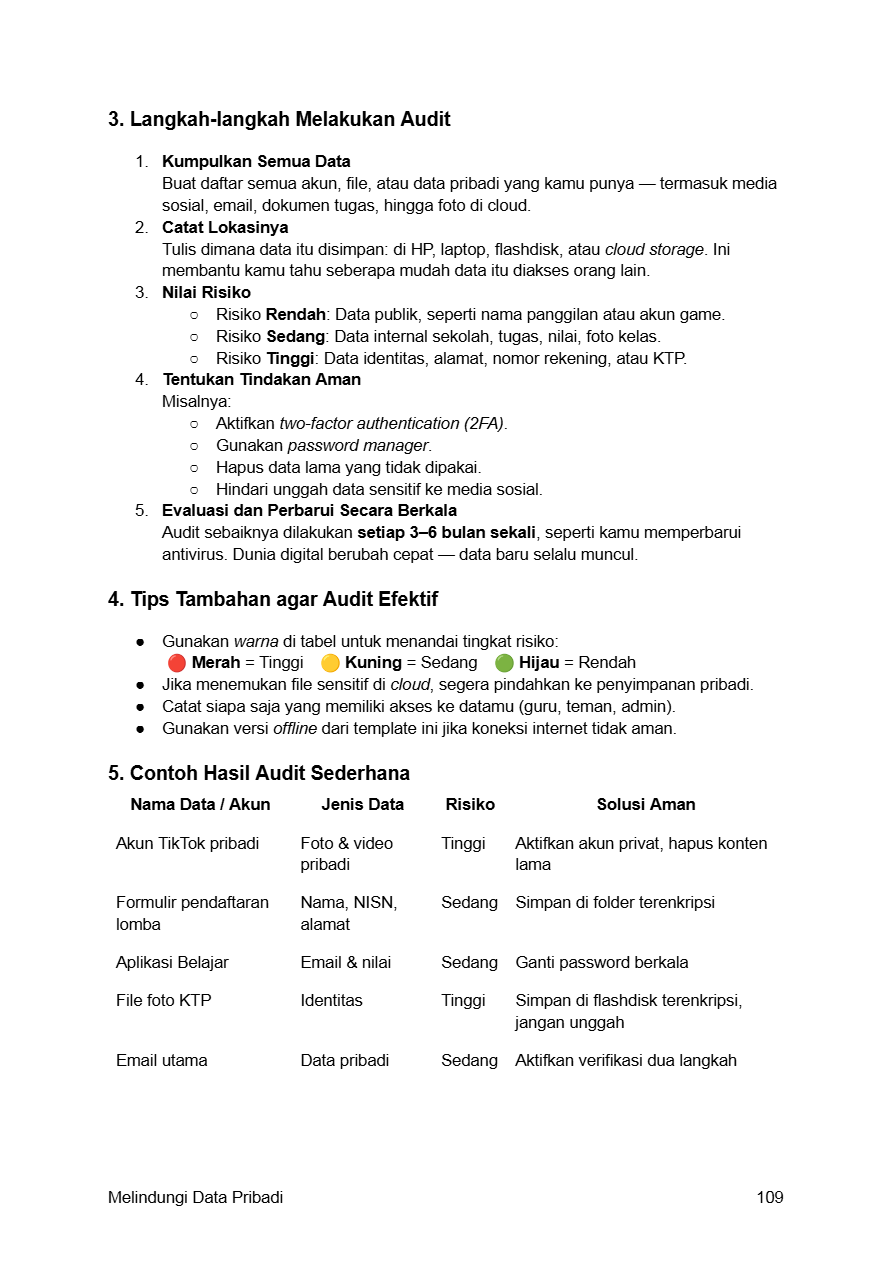 3. Langkah-langkah Melakukan Audit
1. Kumpulkan Semua Data
Buat daftar semua akun, file, atau data pribadi yang kamu punya — termasuk media
sosial, email, dokumen tugas, hingga foto di cloud.
2. Catat Lokasinya
Tulis dimana data itu disimpan: di HP, laptop, flashdisk, atau cloud storage. Ini
membantu kamu tahu seberapa mudah data itu diakses orang lain.
3. Nilai Risiko
○ Risiko Rendah: Data publik, seperti nama panggilan atau akun game.
○ Risiko Sedang: Data internal sekolah, tugas, nilai, foto kelas.
○ Risiko Tinggi: Data identitas, alamat, nomor rekening, atau KTP.
4. Tentukan Tindakan Aman
Misalnya:
○ Aktifkan two-factor authentication (2FA).
○ Gunakan password manager.
○ Hapus data lama yang tidak dipakai.
○ Hindari unggah data sensitif ke media sosial.
5. Evaluasi dan Perbarui Secara Berkala
Audit sebaiknya dilakukan setiap 3–6 bulan sekali, seperti kamu memperbarui
antivirus. Dunia digital berubah cepat — data baru selalu muncul.
4. Tips Tambahan agar Audit Efektif
● Gunakan warna di tabel untuk menandai tingkat risiko:
🔴 Merah = Tinggi 🟡 Kuning = Sedang 🟢 Hijau = Rendah
● Jika menemukan file sensitif di cloud, segera pindahkan ke penyimpanan pribadi.
● Catat siapa saja yang memiliki akses ke datamu (guru, teman, admin).
● Gunakan versi offline dari template ini jika koneksi internet tidak aman.
5. Contoh Hasil Audit Sederhana
Nama Data / Akun Jenis Data Risiko Solusi Aman
Akun TikTok pribadi Foto & video Tinggi Aktifkan akun privat, hapus konten
pribadi lama
Formulir pendaftaran Nama, NISN, Sedang Simpan di folder terenkripsi
lomba alamat
Aplikasi Belajar Email & nilai Sedang Ganti password berkala
File foto KTP Identitas Tinggi Simpan di flashdisk terenkripsi,
jangan unggah
Email utama Data pribadi Sedang Aktifkan verifikasi dua langkah
Melindungi Data Pribadi 109